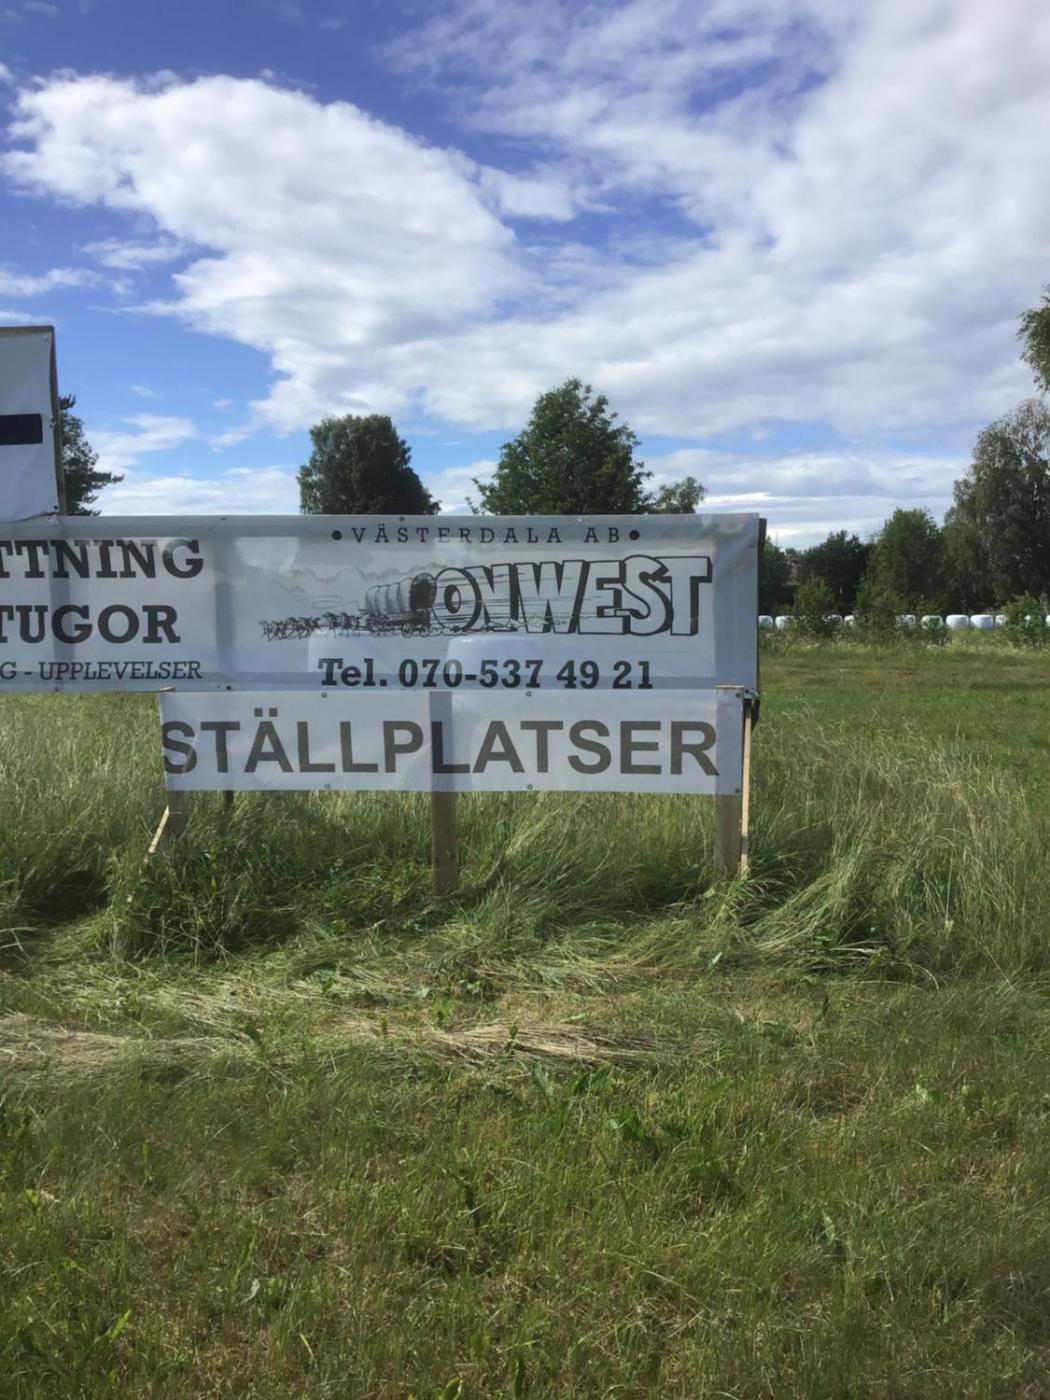 TTNING
TUGOR
G - UPPLEVELSER
• VÄSTERDALA AB •
ONWEST
Tel. 070-537 49 21
STÄLLPLATSER